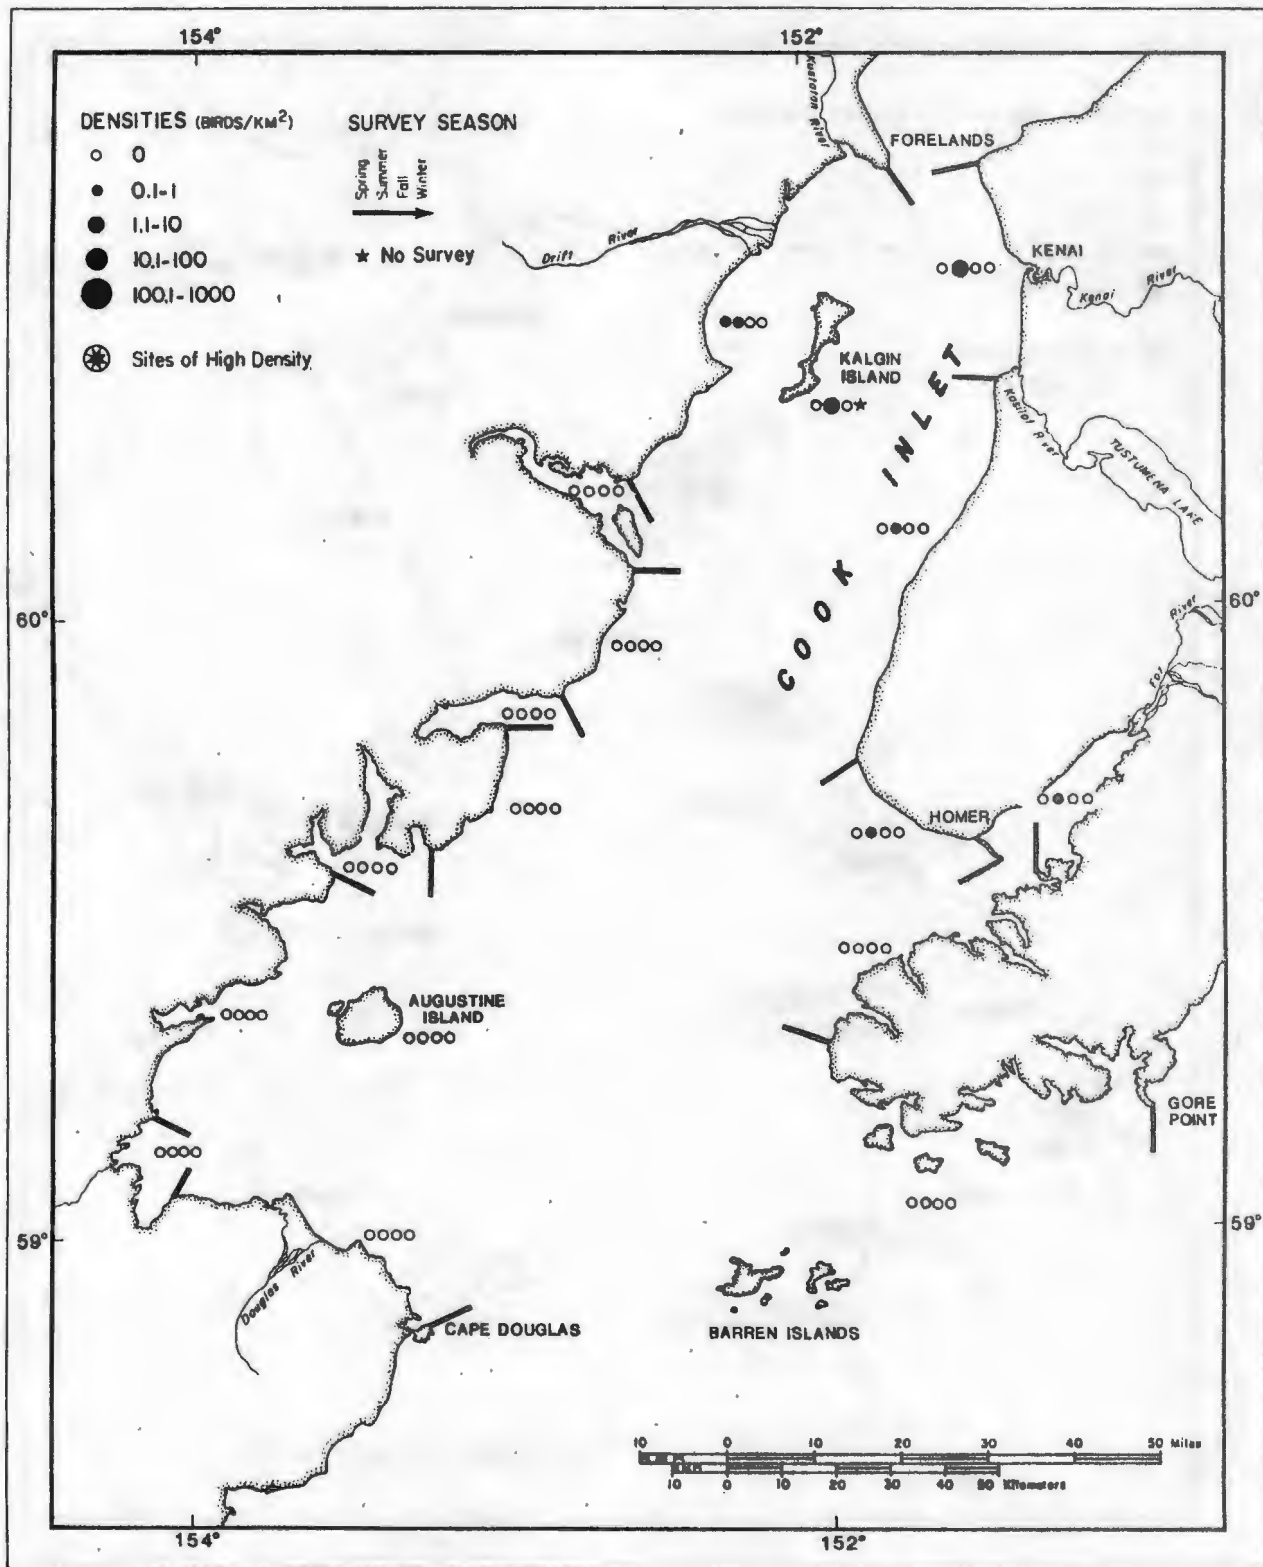 154°
152°
DENSITIES (BIRDS/KM²)
0
0.1-1
1.1-10
10.1-100
100.1-1000
Sites of High Density
SURVEY SEASON
Spring
Summer
Fall
Winter
★ No Survey
Kustatan River
FORELANDS
Drift River
KENAI
Kenai River
KALGIN
ISLAND
COOK INLET
Kasilof River
TUSTUMENA LAKE
60°
60°
Fox River
HOMER
AUGUSTINE
ISLAND
GORE
POINT
59°
59°
Douglas River
CAPE DOUGLAS
BARREN ISLANDS
10 0 10 20 30 40 50 Miles
10 0 10 20 30 40 50 Kilometers
154°
152°